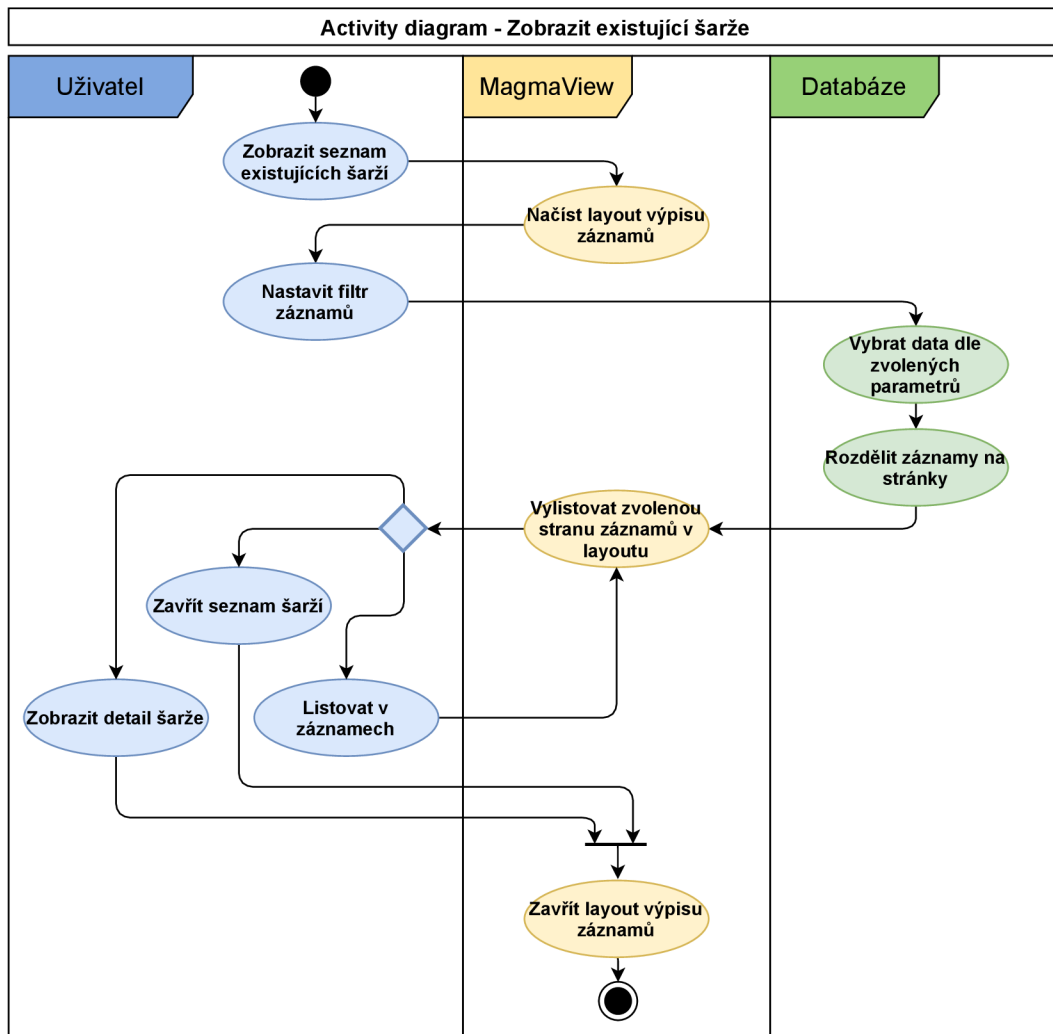 Activity diagram - Zobrazit existující šarže
Uživatel
MagmaView
Databáze
Zobrazit seznam
existujících šarží
Načíst layout výpisu
záznamů
Nastavit filtr
záznamů
Vybrat data dle
zvolených
parametrů
Rozdělit záznamy na
stránky
Vylistovat zvolenou
stranu záznamů v
layoutu
Zavřít seznam šarží
Zobrazit detail šarže
Listovat v
záznamech
Zavřít layout výpisu
záznamů